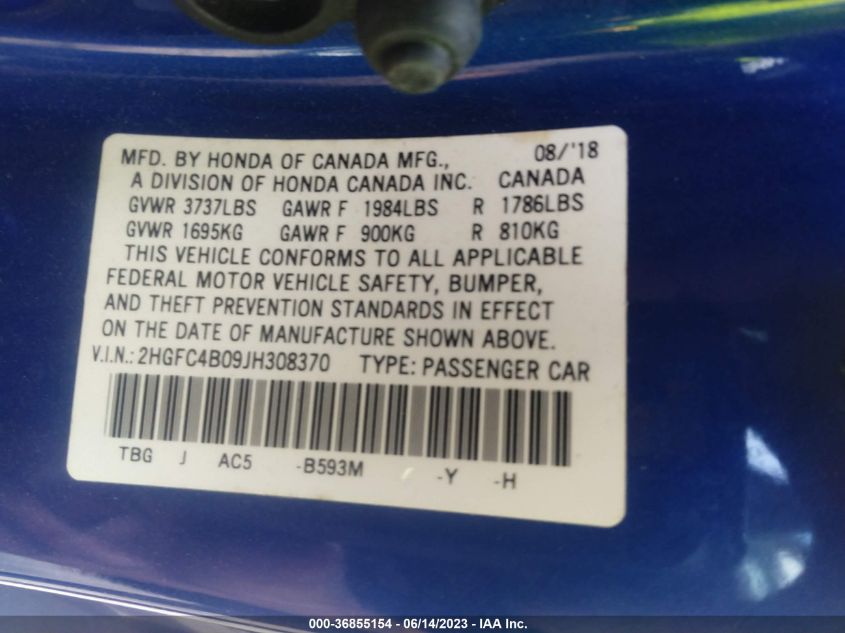 MFD. BY HONDA OF CANADA MFG., 08/'18
A DIVISION OF HONDA CANADA INC. CANADA
GVWR 3737LBS GAWR F 1984LBS R 1786LBS
GVWR 1695KG GAWR F 900KG R 810KG
THIS VEHICLE CONFORMS TO ALL APPLICABLE
FEDERAL MOTOR VEHICLE SAFETY, BUMPER,
AND THEFT PREVENTION STANDARDS IN EFFECT
ON THE DATE OF MANUFACTURE SHOWN ABOVE.
V.I.N.: 2HGFC4B09JH308370 TYPE: PASSENGER CAR
TBG J AC5 -B593M -Y -H
000-36855154 - 06/14/2023 - IAA Inc.